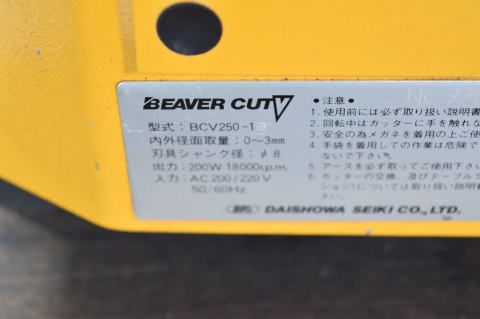 BEAVER CUT V
型式：BCV250-13
内外径面取量：0〜3mm
刃具シャンク径：φ8
出力：200W 18000r.p.m.
入力：AC 200/220V
50/60Hz
●注意●
1. 使用前には必ず取り扱い説明書
2. 回転中はカッターに手を触れな
3. 安全の為メガネを着用の上ご使
4. 手袋を着用しての作業は危険で
ないで下さい。
5. アースを必ず取ってご使用下さい
6. カッターの交換、及びテーブルク
ション)については取り扱い説明
BIG DAISHOWA SEIKI CO., LTD.